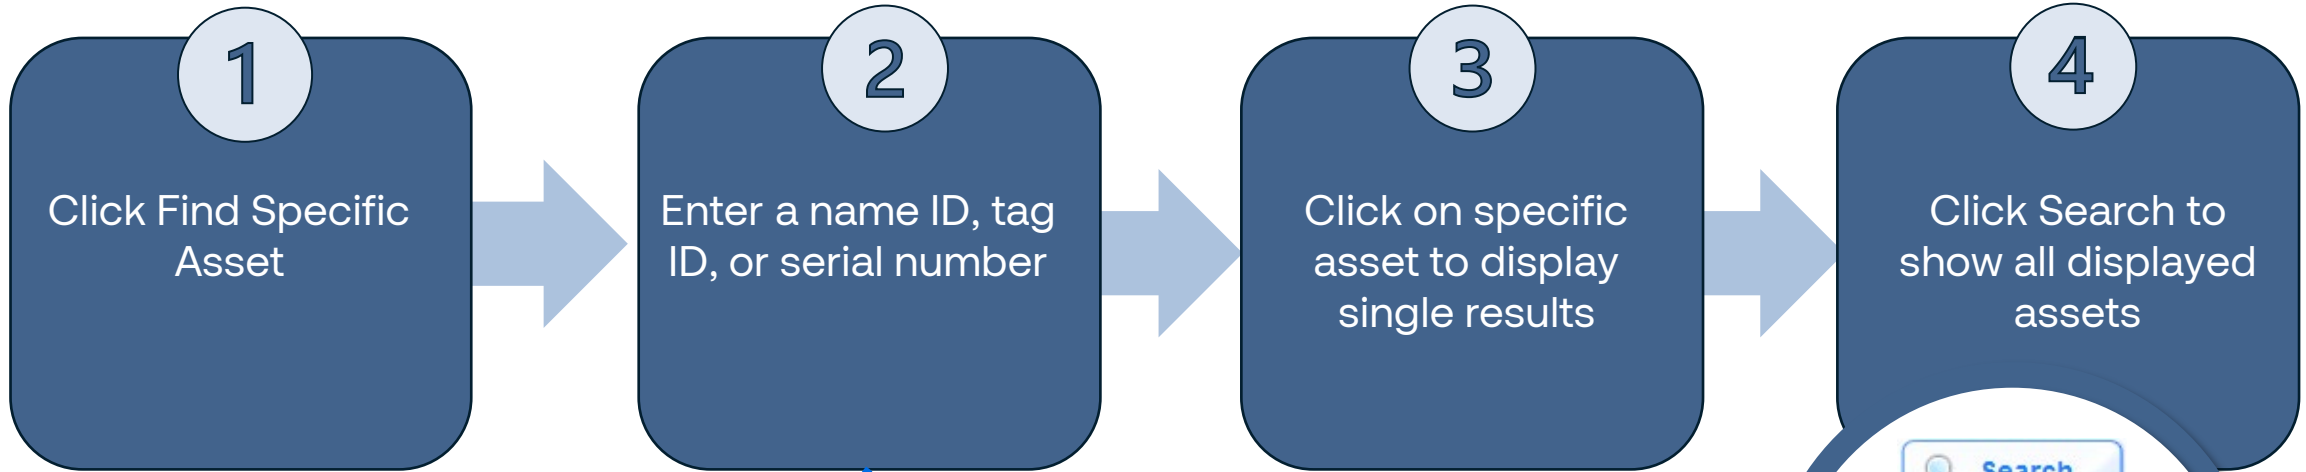 1
Click Find Specific
Asset
2
Enter a name ID, tag
ID, or serial number
3
Click on specific
asset to display
single results
4
Click Search to
show all displayed
assets
Search